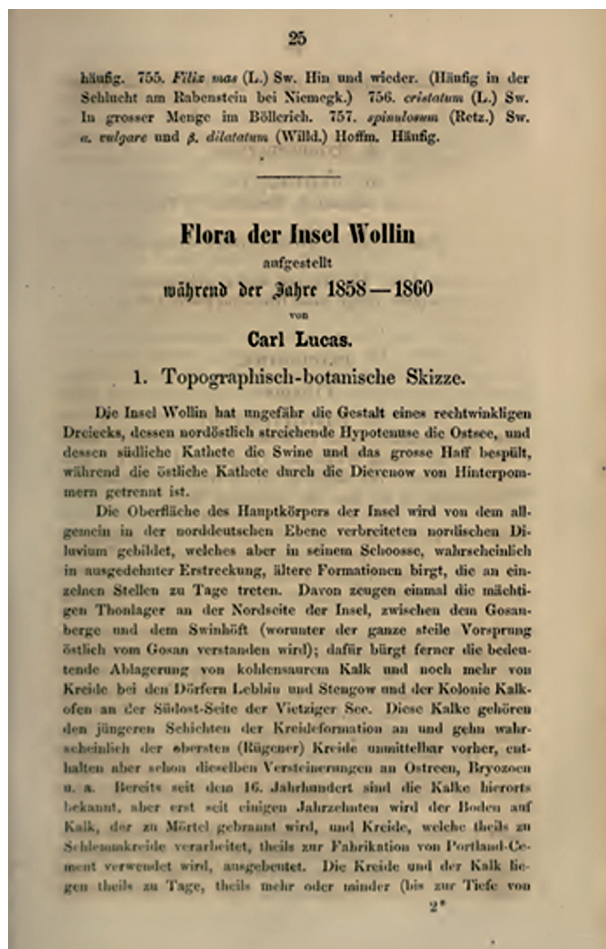 25
häufig. 755. Filix mas (L.) Sw. Hin und wieder. (Häufig in der
Schlucht am Rabenstein bei Niemegk.) 756. cristatum (L.) Sw.
In grosser Menge im Böllerich. 757. spinulosum (Retz.) Sw.
α. vulgare und β. dilatatum (Willd.) Hoffm. Häufig.
Flora der Insel Wollin
aufgestellt
während der Jahre 1858—1860
von
Carl Lucas.
1. Topographisch-botanische Skizze.
Die Insel Wollin hat ungefähr die Gestalt eines rechtwinkligen
Dreiecks, dessen nordöstlich streichende Hypotenuse die Ostsee, und
dessen südliche Kathete die Swine und das grosse Haff bespült,
während die östliche Kathete durch die Dievenow von Hinterpom-
mern getrennt ist.
Die Oberfläche des Hauptkörpers der Insel wird von dem all-
gemein in der norddeutschen Ebene verbreiteten nordischen Di-
luvium gebildet, welches aber in seinem Schoosse, wahrscheinlich
in ausgedehnter Erstreckung, ältere Formationen birgt, die an ein-
zelnen Stellen zu Tage treten. Davon zeugen einmal die mächti-
gen Thonlager an der Nordseite der Insel, zwischen dem Gosan-
berge und dem Swinhöft (worunter der ganze steile Vorsprung
östlich vom Gosan verstanden wird); dafür bürgt ferner die bedeu-
tende Ablagerung von kohlensaurem Kalk und noch mehr von
Kreide bei den Dörfern Lebbin und Stengow und der Kolonie Kalk-
ofen an der Südost-Seite der Vietziger See. Diese Kalke gehören
den jüngeren Schichten der Kreideformation an und gehn wahr-
scheinlich der obersten (Rügener) Kreide unmittelbar vorher, ent-
halten aber schon dieselben Versteinerungen an Ostreen, Bryozoen
u. a. Bereits seit dem 16. Jahrhundert sind die Kalke hierorts
bekannt, aber erst seit einigen Jahrzehnten wird der Boden auf
Kalk, der zu Mörtel gebrannt wird, und Kreide, welche theils zu
Schlemmkreide verarbeitet, theils zur Fabrikation von Portland-Ce-
ment verwendet wird, ausgebeutet. Die Kreide und der Kalk lie-
gen theils zu Tage, theils mehr oder minder (bis zur Tiefe von
2*